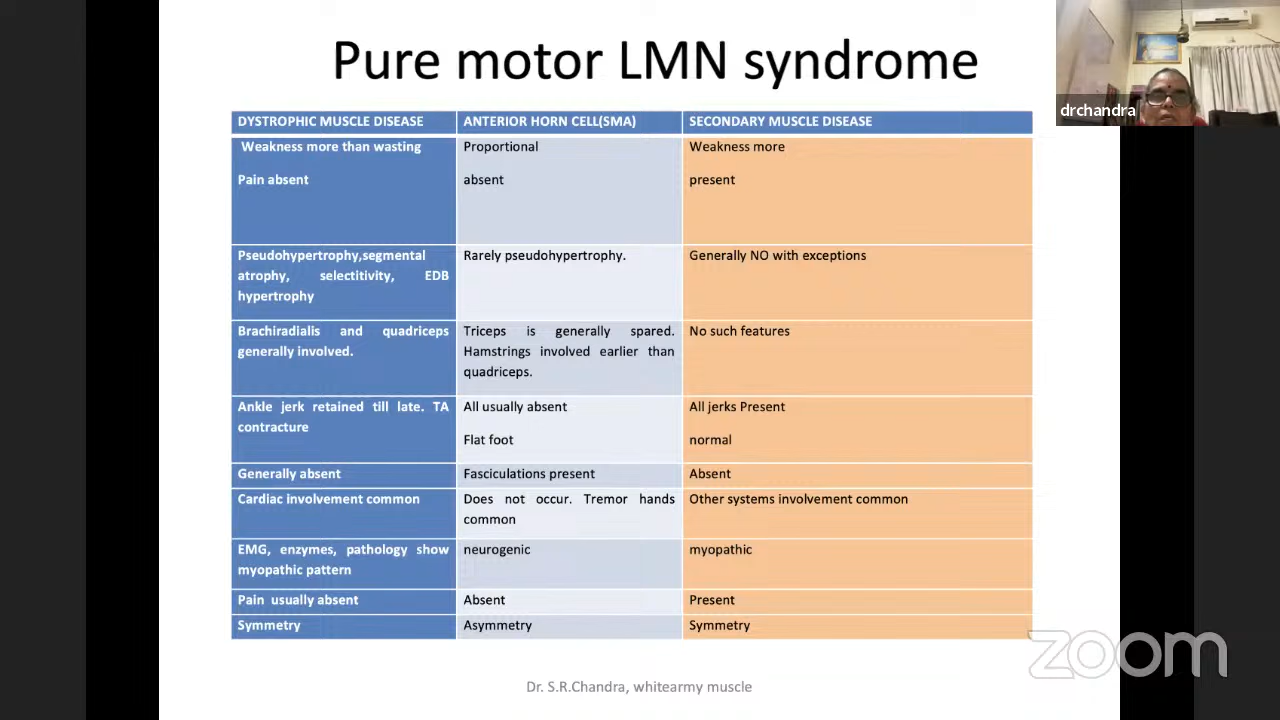 Pure motor LMN syndrome
drchandra
DYSTROPHIC MUSCLE DISEASE ANTERIOR HORN CELL(SMA) SECONDARY MUSCLE DISEASE
Weakness more than wasting Proportional Weakness more
Pain absent absent present
Pseudohypertrophy,segmental Rarely pseudohypertrophy. Generally NO with exceptions
atrophy, selectitivity, EDB
hypertrophy
Brachiradialis and quadriceps Triceps is generally spared. No such features
generally involved. Hamstrings involved earlier than
quadriceps.
Ankle jerk retained till late. TA All usually absent All jerks Present
contracture
Flat foot normal
Generally absent Fasciculations present Absent
Cardiac involvement common Does not occur. Tremor hands Other systems involvement common
common
EMG, enzymes, pathology show neurogenic myopathic
myopathic pattern
Pain usually absent Absent Present
Symmetry Asymmetry Symmetry
zoom
Dr. S.R.Chandra, whitearmy muscle